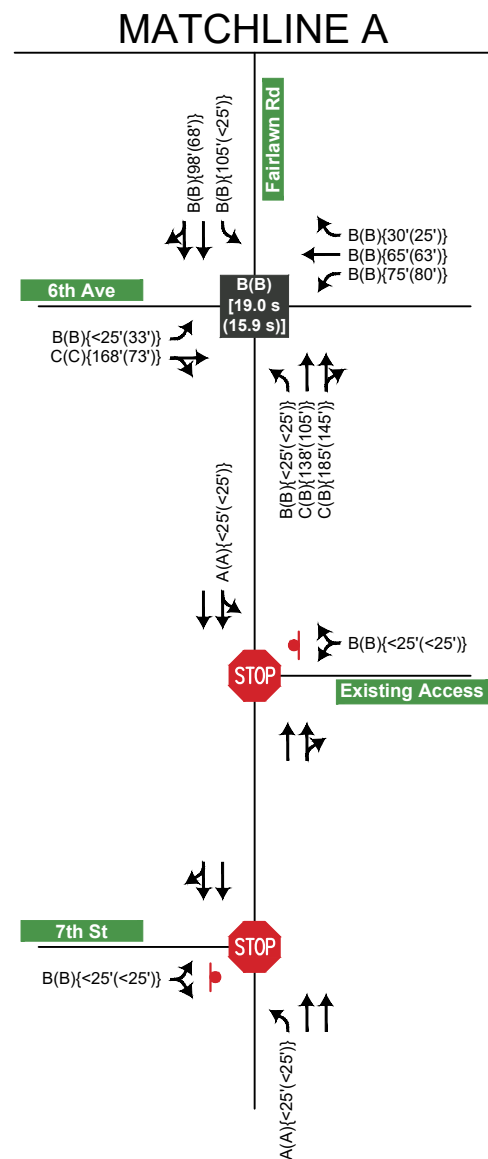 MATCHLINE A
Fairlawn Rd
B(B){98'(68')}
B(B){105'(<25')}
B(B){30'(25')}
B(B){65'(63')}
B(B){75'(80')}
6th Ave
B(B)
[19.0 s
(15.9 s)]
B(B){<25'(33')}
C(C){168'(73')}
B(B){<25'(<25')}
C(B){138'(105')}
C(B){185'(145')}
A(A){<25'(<25')}
B(B){<25'(<25')}
STOP
Existing Access
7th St
STOP
B(B){<25'(<25')}
A(A){<25'(<25')}